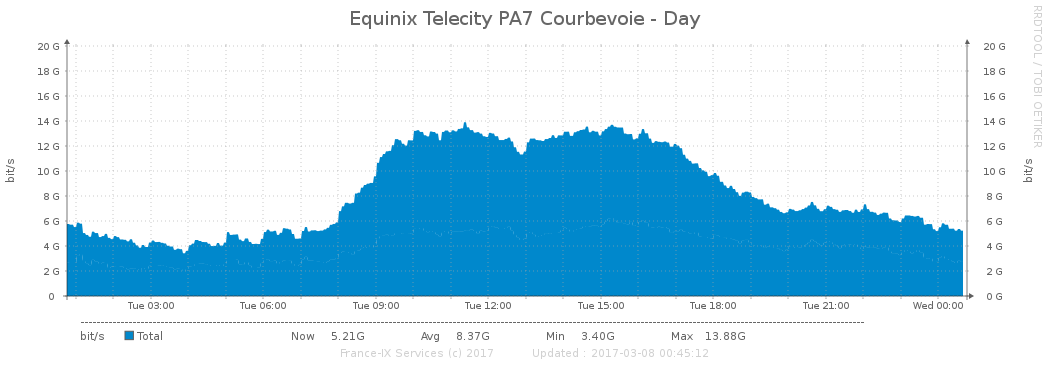 Equinix Telecity PA7 Courbevoie - Day
RRDTOOL / TOBI OETIKER
20 G 20 G
18 G 18 G
16 G 16 G
14 G 14 G
12 G 12 G
10 G 10 G
8 G 8 G
6 G 6 G
4 G 4 G
2 G 2 G
0 0 G
bit/s bit/s
Tue 03:00 Tue 06:00 Tue 09:00 Tue 12:00 Tue 15:00 Tue 18:00 Tue 21:00 Wed 00:00
bit/s Total Now 5.21G Avg 8.37G Min 3.40G Max 13.88G
France-IX Services (c) 2017 Updated : 2017-03-08 00:45:12